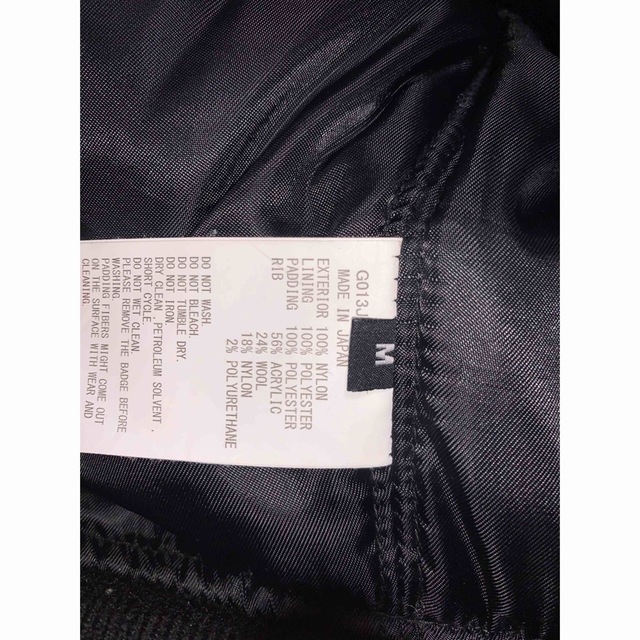 M
G013J
MADE IN JAPAN
EXTERIOR 100% NYLON
LINING 100% POLYESTER
PADDING 100% POLYESTER
RIB 56% ACRYLIC
24% WOOL
18% NYLON
2% POLYURETHANE
DO NOT WASH.
DO NOT BLEACH.
DO NOT TUMBLE DRY.
DO NOT IRON.
DRY CLEAN, PETROLEUM SOLVENT,
SHORT CYCLE.
DO NOT WET CLEAN.
PLEASE REMOVE THE BADGE BEFORE
WASHING.
PADDING FIBERS MIGHT COME OUT
ON THE SURFACE WITH WEAR AND
CLEANING